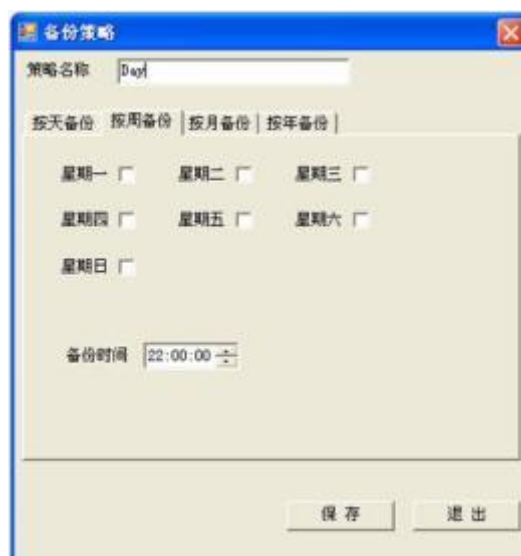 备份策略
策略名称 Day
按天备份 按周备份 按月备份 按年备份
星期一 星期二 星期三
星期四 星期五 星期六
星期日
备份时间 22:00:00
保存 退出